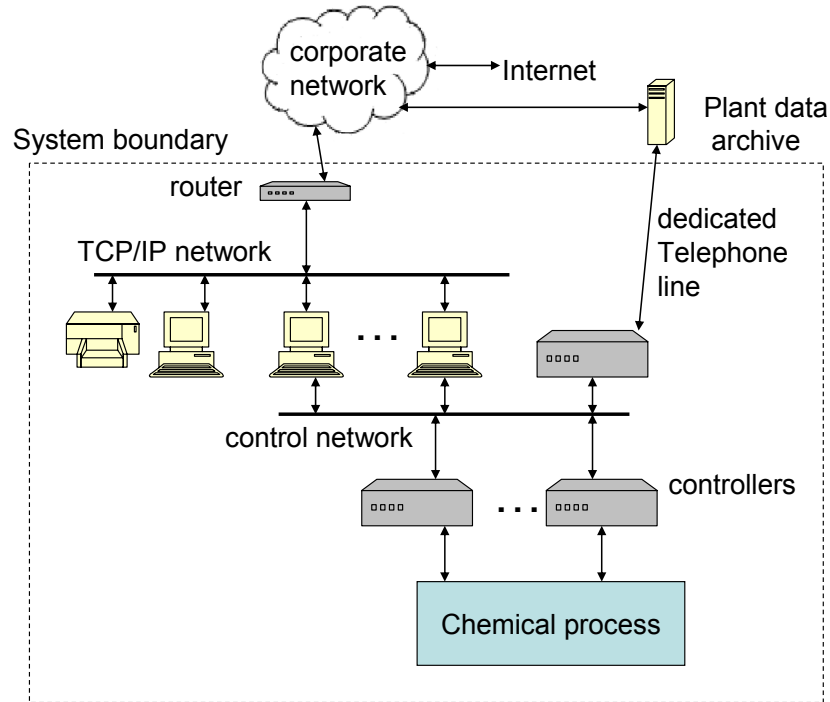 corporate
network
Internet
Plant data
archive
System boundary
router
dedicated
Telephone
line
TCP/IP network
. . .
control network
controllers
. . .
Chemical process